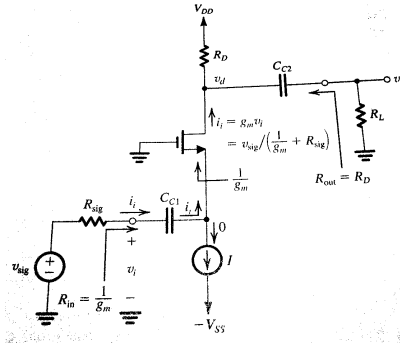 V_DD
R_D
C_C2
v_d
v
i_i = g_m v_i
= v_sig/(1/g_m + R_sig)
R_L
1/g_m
R_out = R_D
R_sig
i_i
C_C1
i_i
0
+
v_sig
v_i
I
R_in = 1/g_m
−
−V_SS